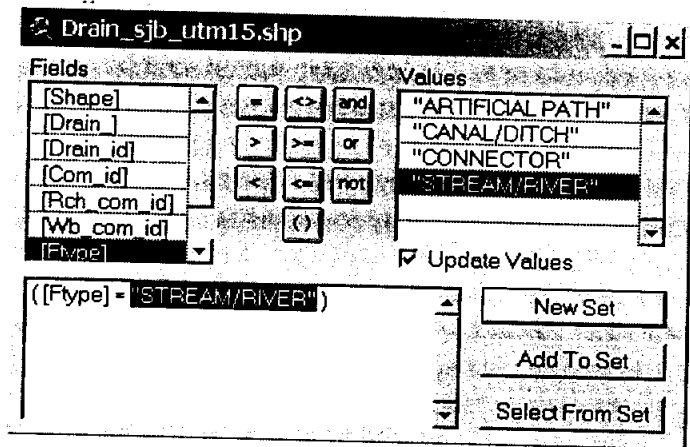 Drain_sjb_utm15.shp
Fields
Values
[Shape]
[Drain_]
[Drain_id]
[Com_id]
[Rch_com_id]
[Wb_com_id]
[Ftype]
= <> and
> >= or
< <= not
()
"ARTIFICIAL PATH"
"CANAL/DITCH"
"CONNECTOR"
"STREAM/RIVER"
Update Values
([Ftype] = "STREAM/RIVER")
New Set
Add To Set
Select From Set